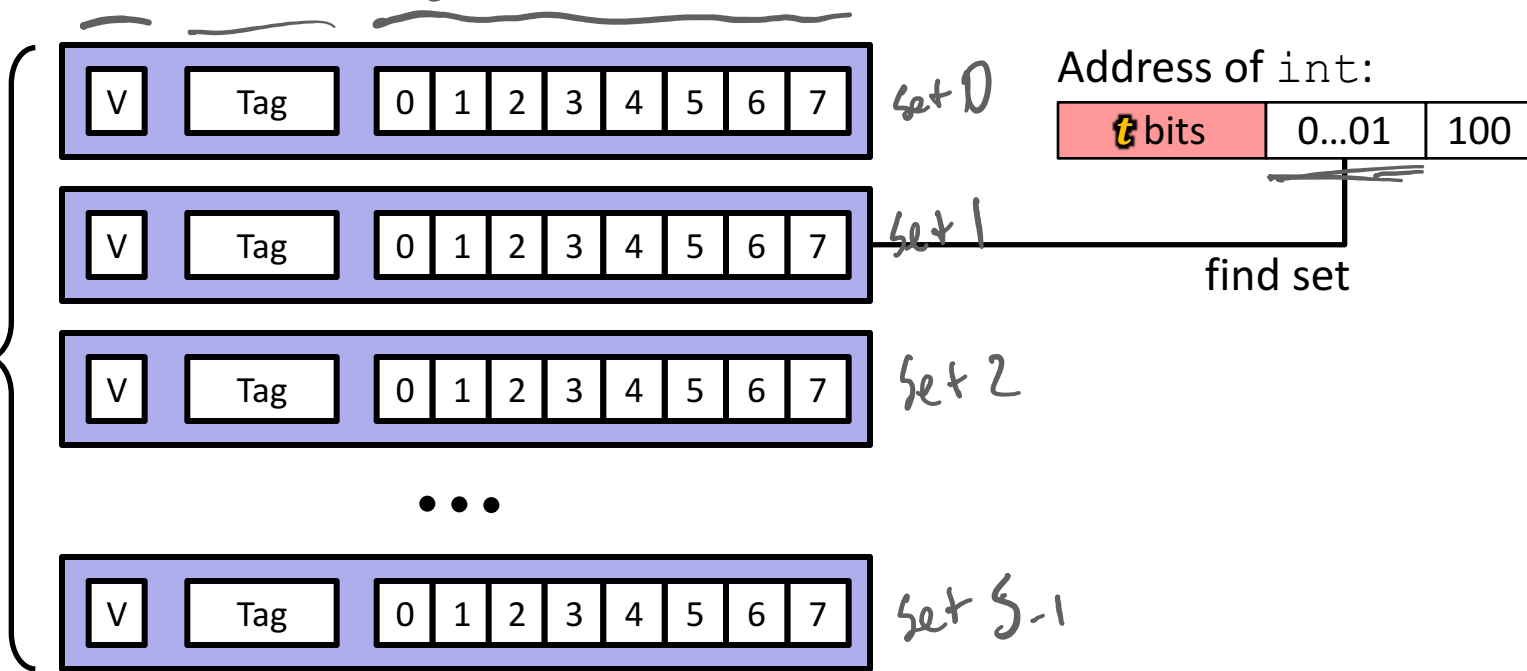 V Tag 0 1 2 3 4 5 6 7 set 0
Address of int:
t bits 0...01 100
V Tag 0 1 2 3 4 5 6 7 set 1
find set
V Tag 0 1 2 3 4 5 6 7 set 2
•••
V Tag 0 1 2 3 4 5 6 7 set S-1